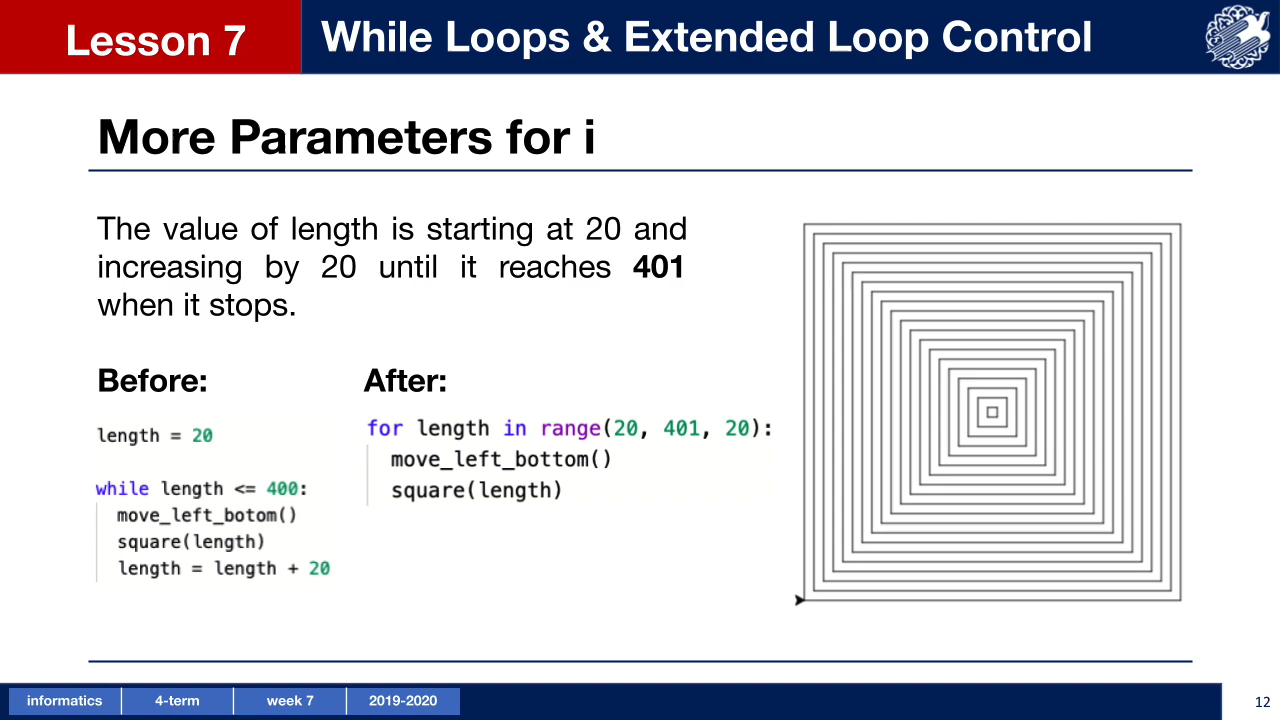 Lesson 7
While Loops & Extended Loop Control
More Parameters for i
The value of length is starting at 20 and
increasing by 20 until it reaches 401
when it stops.
Before:
length = 20
while length <= 400:
move_left_botom()
square(length)
length = length + 20
After:
for length in range(20, 401, 20):
move_left_bottom()
square(length)
informatics
4-term
week 7
2019-2020
12